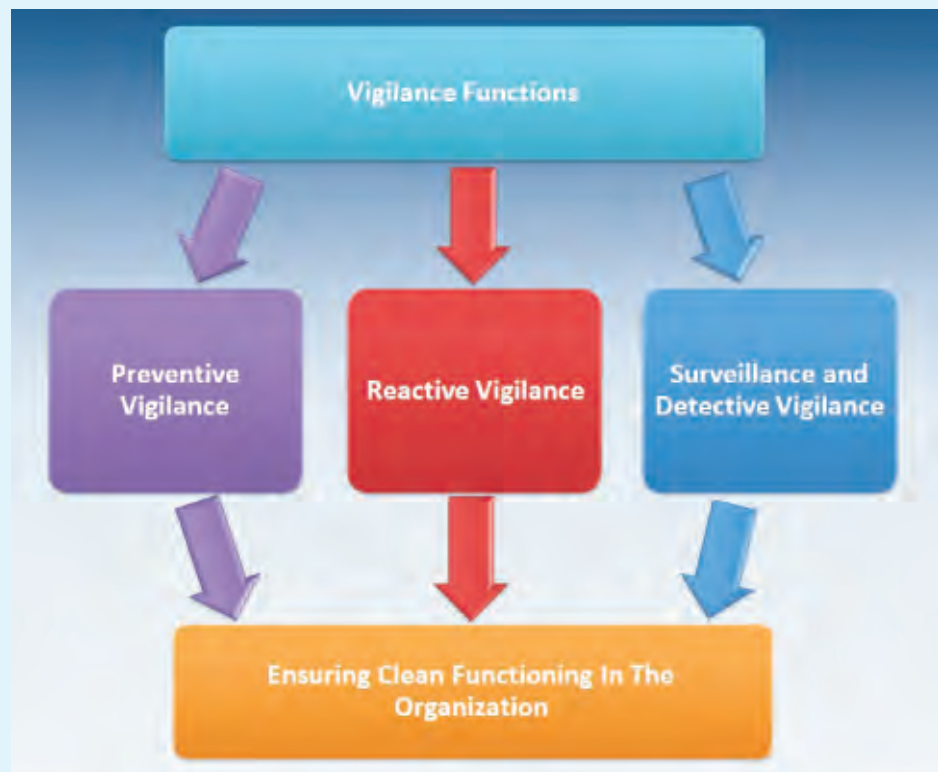 Vigilance Functions
Preventive
Vigilance
Reactive Vigilance
Surveillance and
Detective Vigilance
Ensuring Clean Functioning In The
Organization